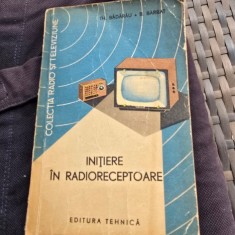 COLECȚIA RADIO ȘI TELEVIZIUNE
INIȚIERE
ÎN RADIORECEPTOARE
EDITURA TEHNICĂ